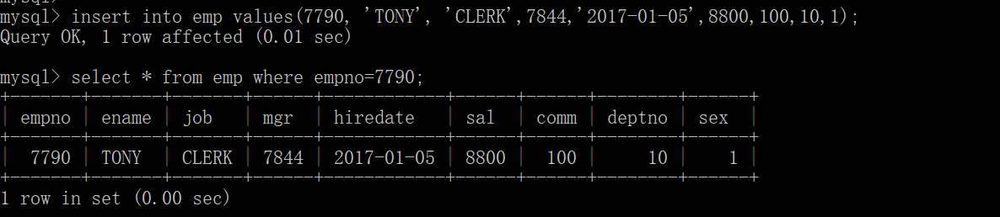 mysql>
mysql> insert into emp values(7790, 'TONY', 'CLERK',7844,'2017-01-05',8800,100,10,1);
Query OK, 1 row affected (0.01 sec)
mysql> select * from emp where empno=7790;
+-------+-------+-------+------+------------+------+------+--------+------+
| empno | ename | job   | mgr  | hiredate   | sal  | comm | deptno | sex  |
+-------+-------+-------+------+------------+------+------+--------+------+
|  7790 | TONY  | CLERK | 7844 | 2017-01-05 | 8800 |  100 |     10 |    1 |
+-------+-------+-------+------+------------+------+------+--------+------+
1 row in set (0.00 sec)